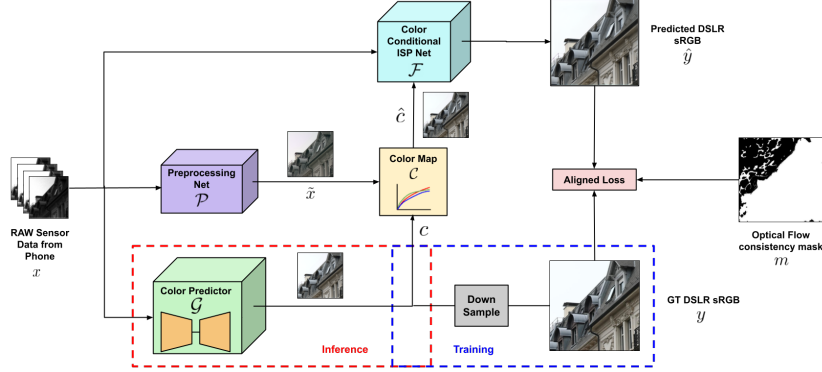 Color
Conditional
ISP Net
F
Predicted DSLR
sRGB
ŷ
ĉ
Preprocessing
Net
P
x̃
Color Map
C
Aligned Loss
RAW Sensor
Data from
Phone
x
Optical Flow
consistency mask
m
c
Color Predictor
G
Down
Sample
GT DSLR sRGB
y
Inference
Training